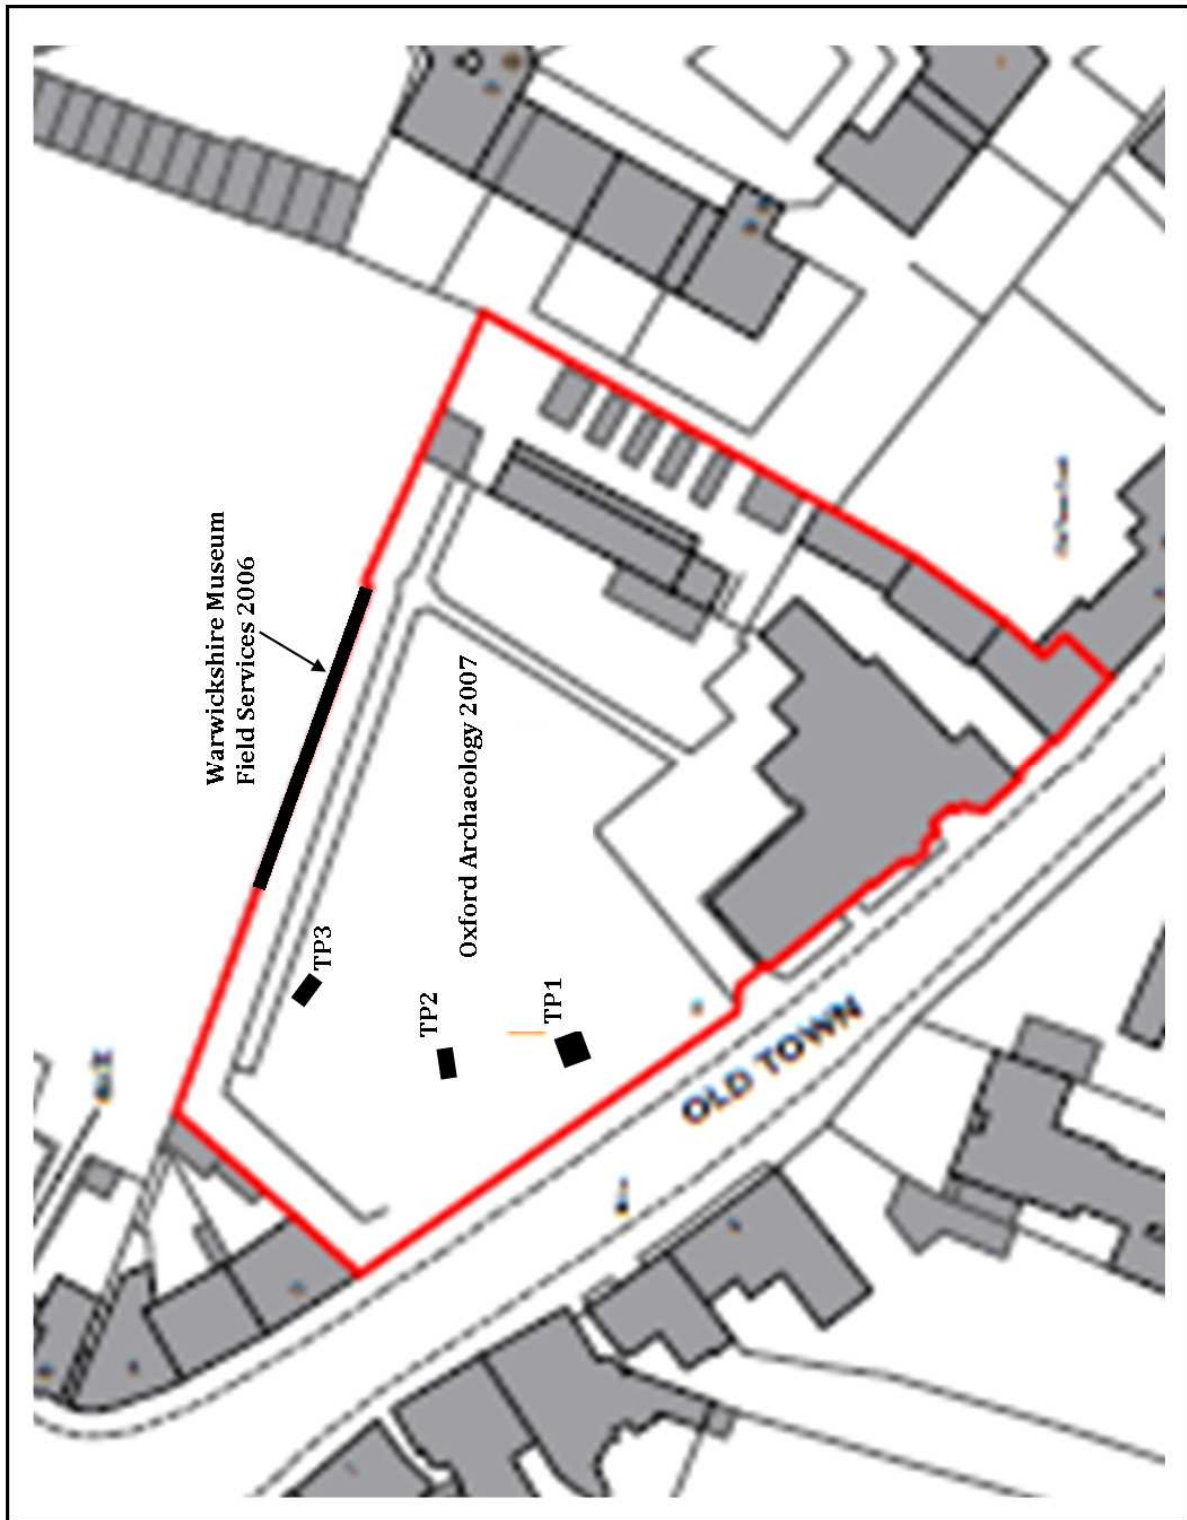 Warwickshire Museum
Field Services 2006
Oxford Archaeology 2007
TP3
TP2
TP1
OLD TOWN